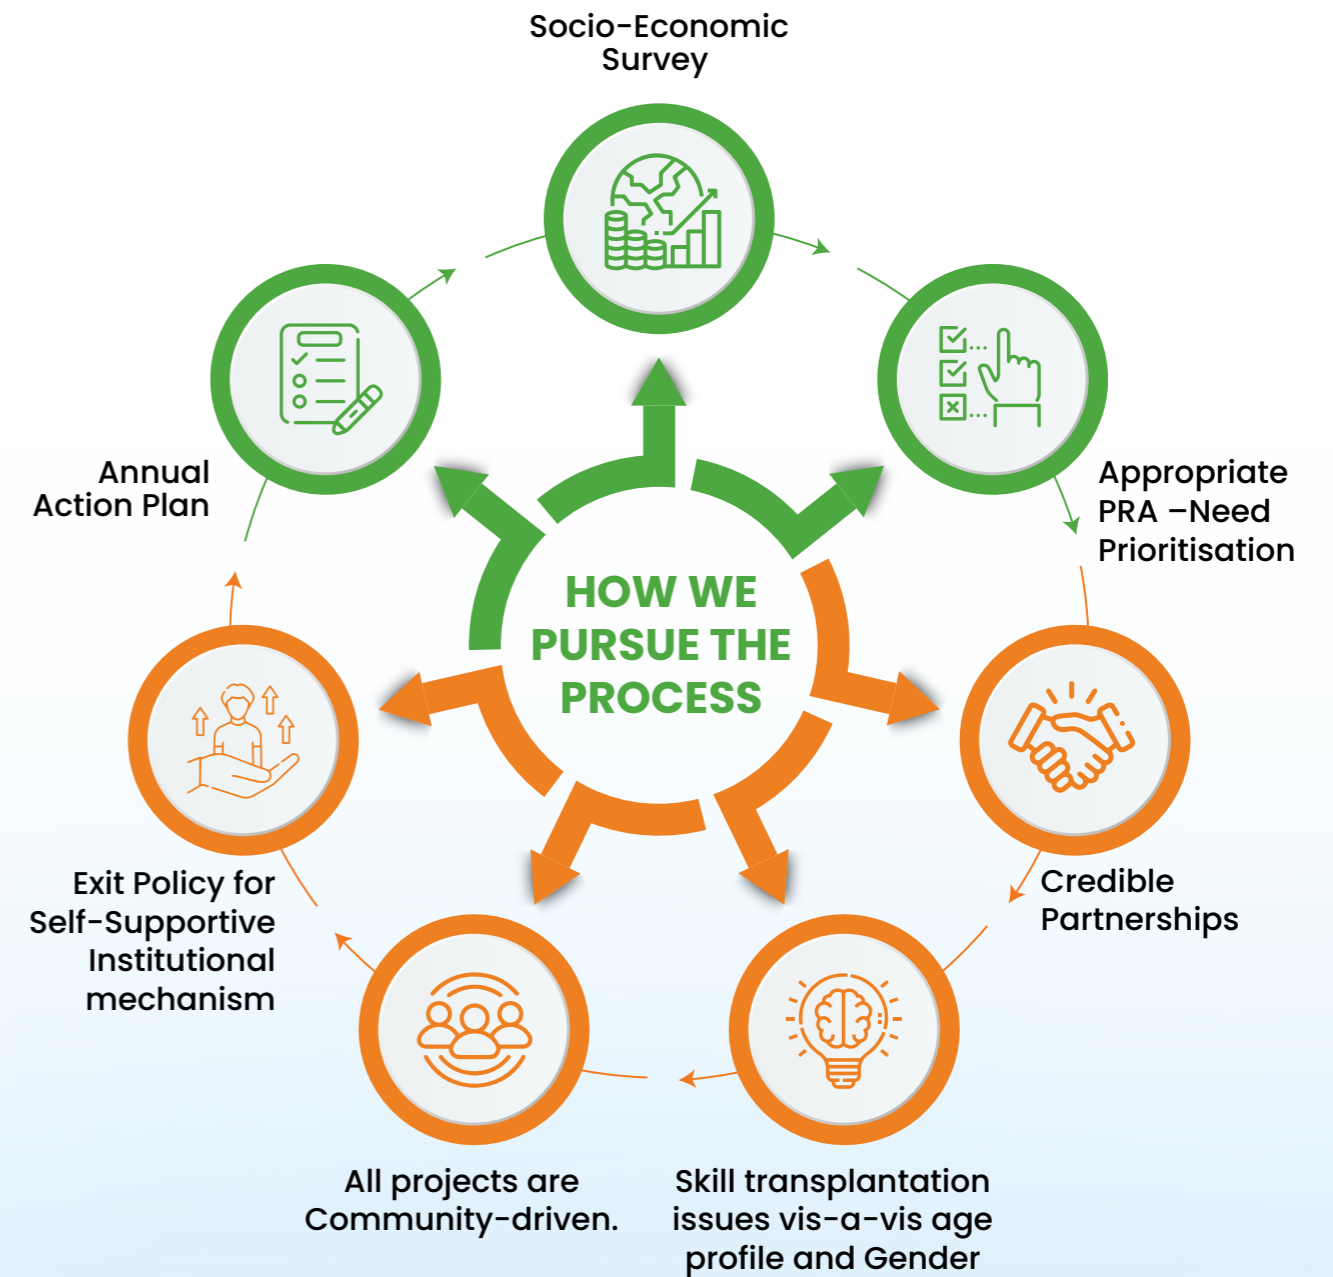 Socio-Economic
Survey
Appropriate
PRA –Need
Prioritisation
Credible
Partnerships
Skill transplantation
issues vis-a-vis age
profile and Gender
All projects are
Community-driven.
Exit Policy for
Self-Supportive
Institutional
mechanism
Annual
Action Plan
HOW WE
PURSUE THE
PROCESS